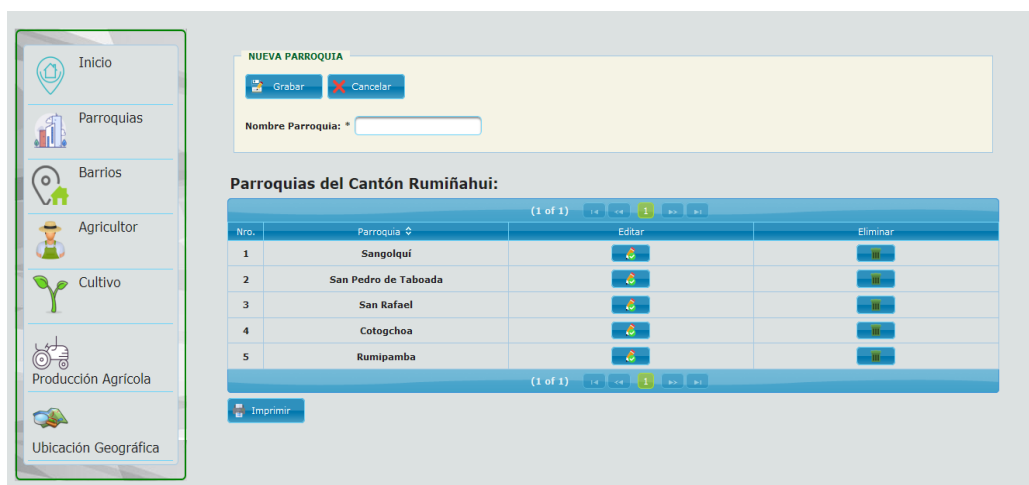 Inicio
Parroquias
Barrios
Agricultor
Cultivo
Producción Agrícola
Ubicación Geográfica
NUEVA PARROQUIA
Grabar Cancelar
Nombre Parroquia: *
Parroquias del Cantón Rumiñahui:
(1 of 1) 1
Nro. Parroquia Editar Eliminar
1 Sangolquí
2 San Pedro de Taboada
3 San Rafael
4 Cotogchoa
5 Rumipamba
(1 of 1) 1
Imprimir